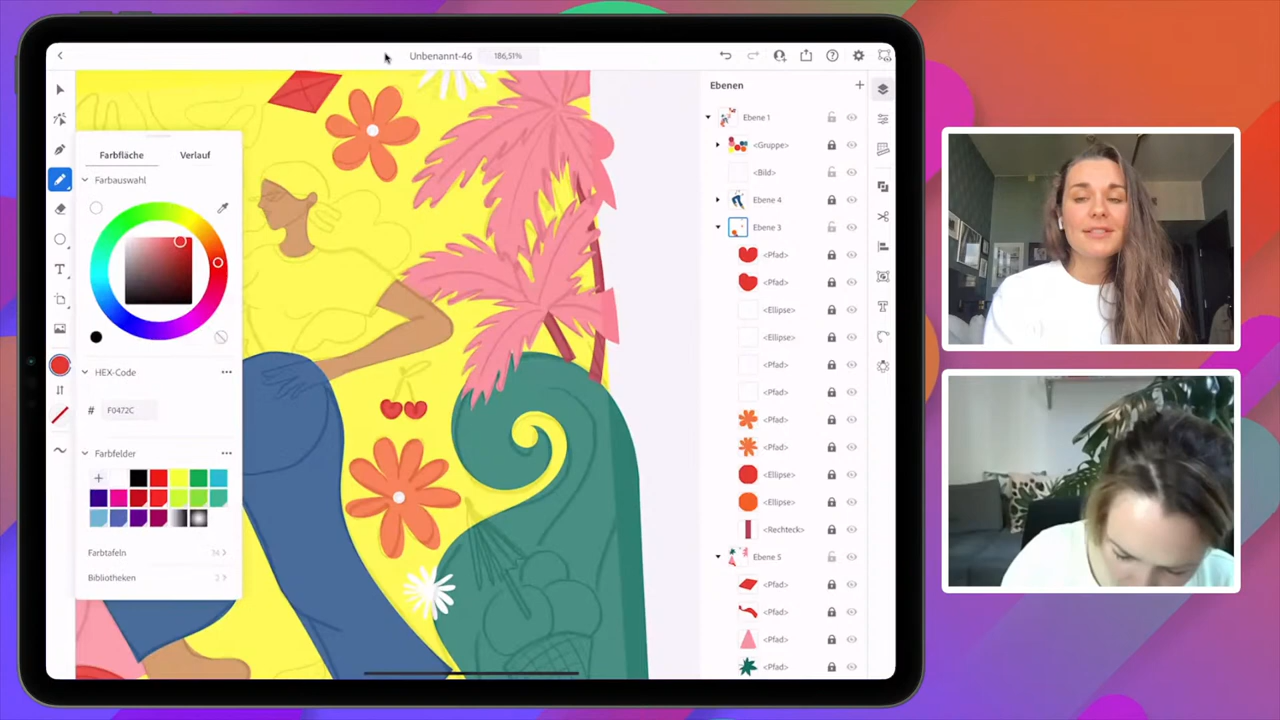 Unbenannt-46
186,51%
Ebenen
Farbfläche
Verlauf
Farbauswahl
HEX-Code
# F0472C
Farbfelder
Farbtafeln
Bibliotheken
2
Ebene 1
<Gruppe>
<Bild>
Ebene 4
Ebene 3
<Pfad>
<Pfad>
<Ellipse>
<Ellipse>
<Pfad>
<Pfad>
<Pfad>
<Pfad>
<Ellipse>
<Ellipse>
<Rechteck>
Ebene 5
<Pfad>
<Pfad>
<Pfad>
<Pfad>